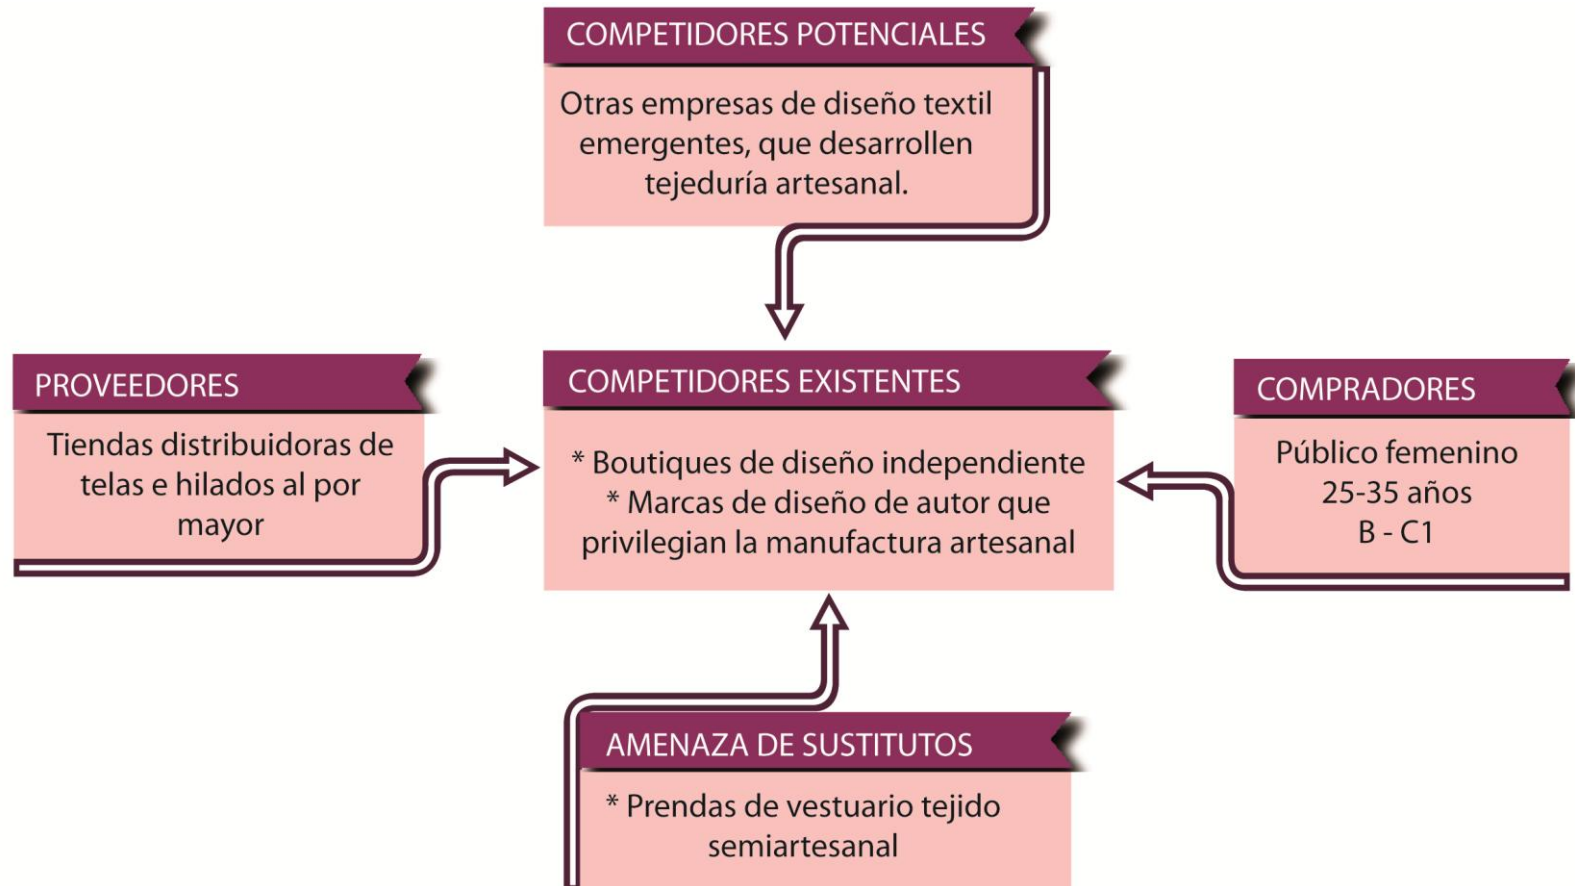 COMPETIDORES POTENCIALES
Otras empresas de diseño textil
emergentes, que desarrollen
tejeduría artesanal.
PROVEEDORES
Tiendas distribuidoras de
telas e hilados al por
mayor
COMPETIDORES EXISTENTES
* Boutiques de diseño independiente
* Marcas de diseño de autor que
privilegian la manufactura artesanal
COMPRADORES
Público femenino
25-35 años
B - C1
AMENAZA DE SUSTITUTOS
* Prendas de vestuario tejido
semiartesanal